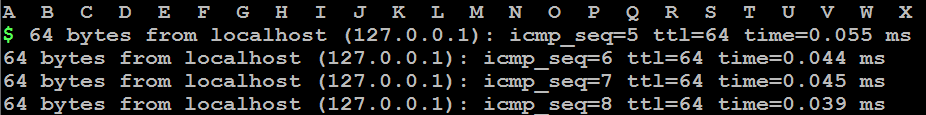 A B C D E F G H I J K L M N O P Q R S T U V W X
$ 64 bytes from localhost (127.0.0.1): icmp_seq=5 ttl=64 time=0.055 ms
64 bytes from localhost (127.0.0.1): icmp_seq=6 ttl=64 time=0.044 ms
64 bytes from localhost (127.0.0.1): icmp_seq=7 ttl=64 time=0.045 ms
64 bytes from localhost (127.0.0.1): icmp_seq=8 ttl=64 time=0.039 ms